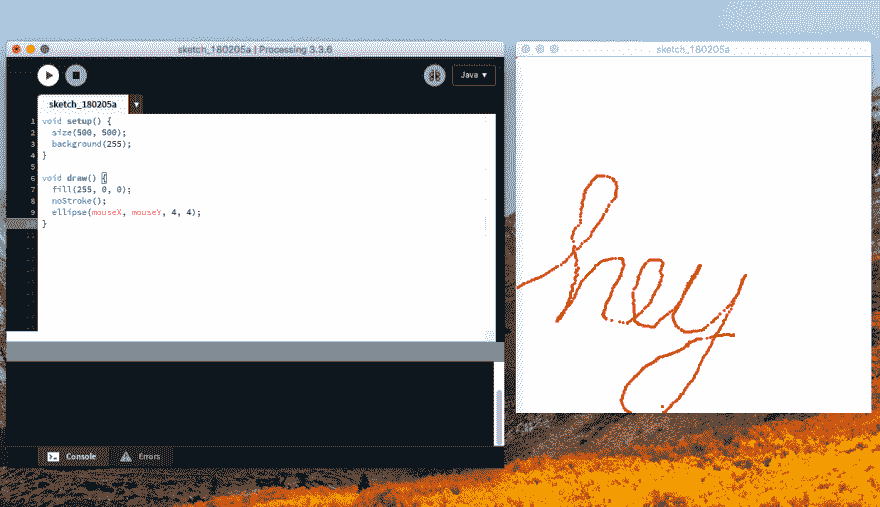 sketch_180205a | Processing 3.3.6
Java ▾
sketch_180205a
1 void setup() {
2 size(500, 500);
3 background(255);
4 }
5
6 void draw() {
7 fill(255, 0, 0);
8 noStroke();
9 ellipse(mouseX, mouseY, 4, 4);
}
Console
Errors
sketch_180205a
hey